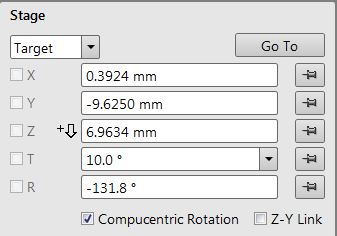 Stage
Target Go To
X 0.3924 mm
Y -9.6250 mm
Z 6.9634 mm
T 10.0 °
R -131.8 °
Compucentric Rotation Z-Y Link